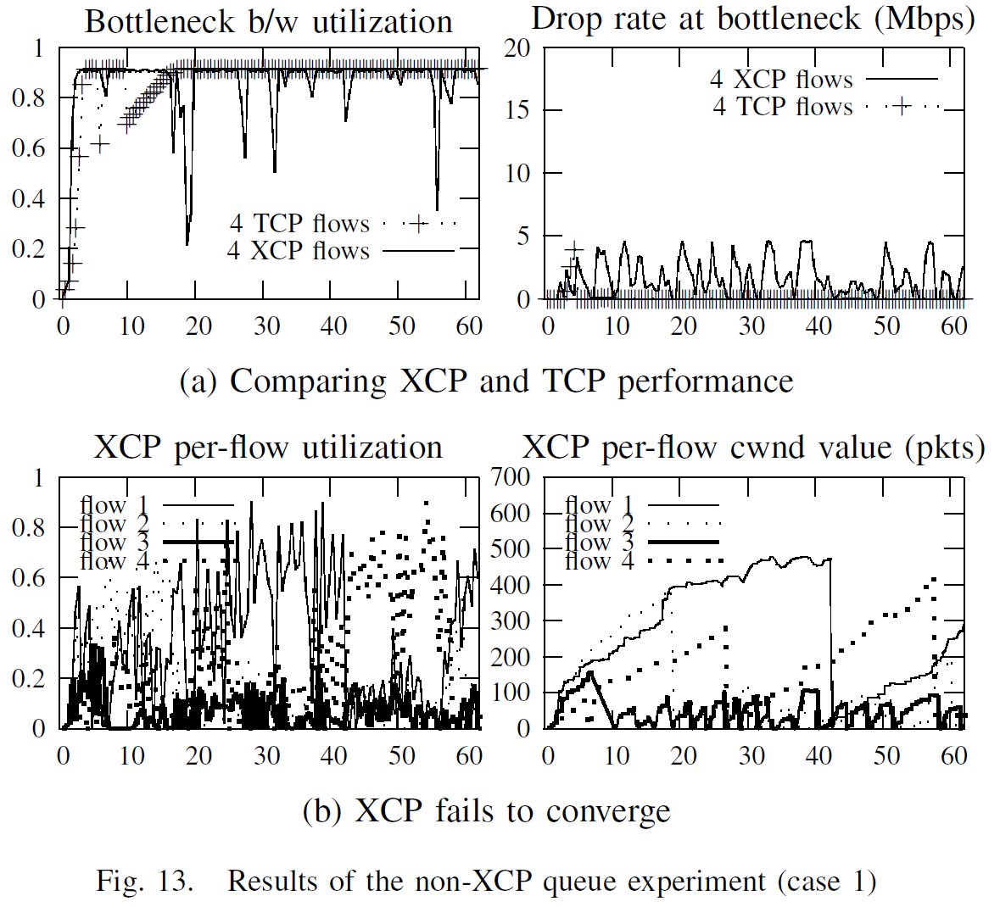 Bottleneck b/w utilization
1
0.8
0.6
0.4
0.2
0
4 TCP flows
4 XCP flows
0 10 20 30 40 50 60
Drop rate at bottleneck (Mbps)
20
15
10
5
0
4 XCP flows
4 TCP flows
0 10 20 30 40 50 60
(a) Comparing XCP and TCP performance
XCP per-flow utilization
1
0.8
0.6
0.4
0.2
0
flow 1
flow 2
flow 3
flow 4
0 10 20 30 40 50 60
XCP per-flow cwnd value (pkts)
700
600
500
400
300
200
100
0
flow 1
flow 2
flow 3
flow 4
0 10 20 30 40 50 60
(b) XCP fails to converge
Fig. 13. Results of the non-XCP queue experiment (case 1)